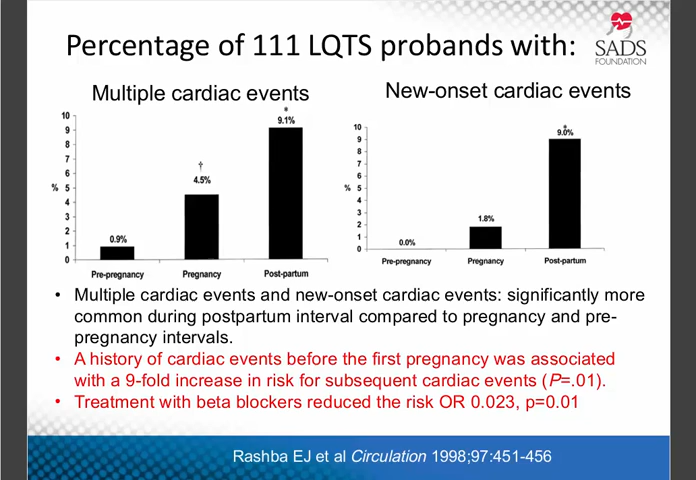 Percentage of 111 LQTS probands with:
SADS
FOUNDATION
Multiple cardiac events
New-onset cardiac events
10
9
8
7
6
5
4
3
2
1
0
%
0.9%
†
4.5%
*
9.1%
Pre-pregnancy
Pregnancy
Post-partum
10
9
8
7
6
5
4
3
2
1
0
%
0.0%
1.8%
*
9.0%
Pre-pregnancy
Pregnancy
Post-partum
• Multiple cardiac events and new-onset cardiac events: significantly more
common during postpartum interval compared to pregnancy and pre-
pregnancy intervals.
• A history of cardiac events before the first pregnancy was associated
with a 9-fold increase in risk for subsequent cardiac events (P=.01).
• Treatment with beta blockers reduced the risk OR 0.023, p=0.01
Rashba EJ et al Circulation 1998;97:451-456